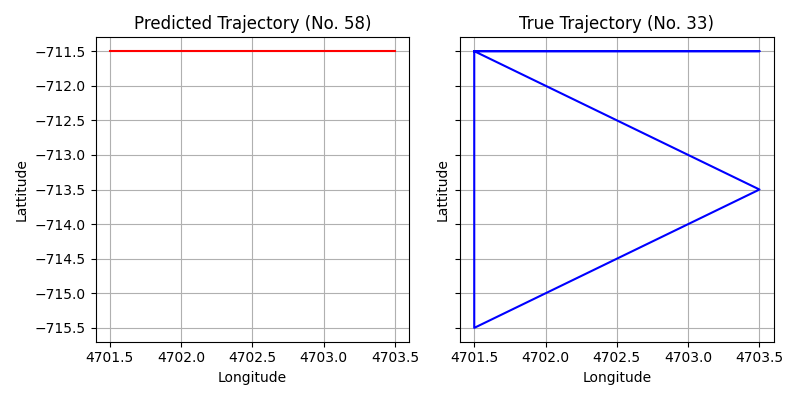 Predicted Trajectory (No. 58)
−711.5
−712.0
−712.5
−713.0
−713.5
−714.0
−714.5
−715.0
−715.5
Lattitude
4701.5 4702.0 4702.5 4703.0 4703.5
Longitude
True Trajectory (No. 33)
Lattitude
4701.5 4702.0 4702.5 4703.0 4703.5
Longitude